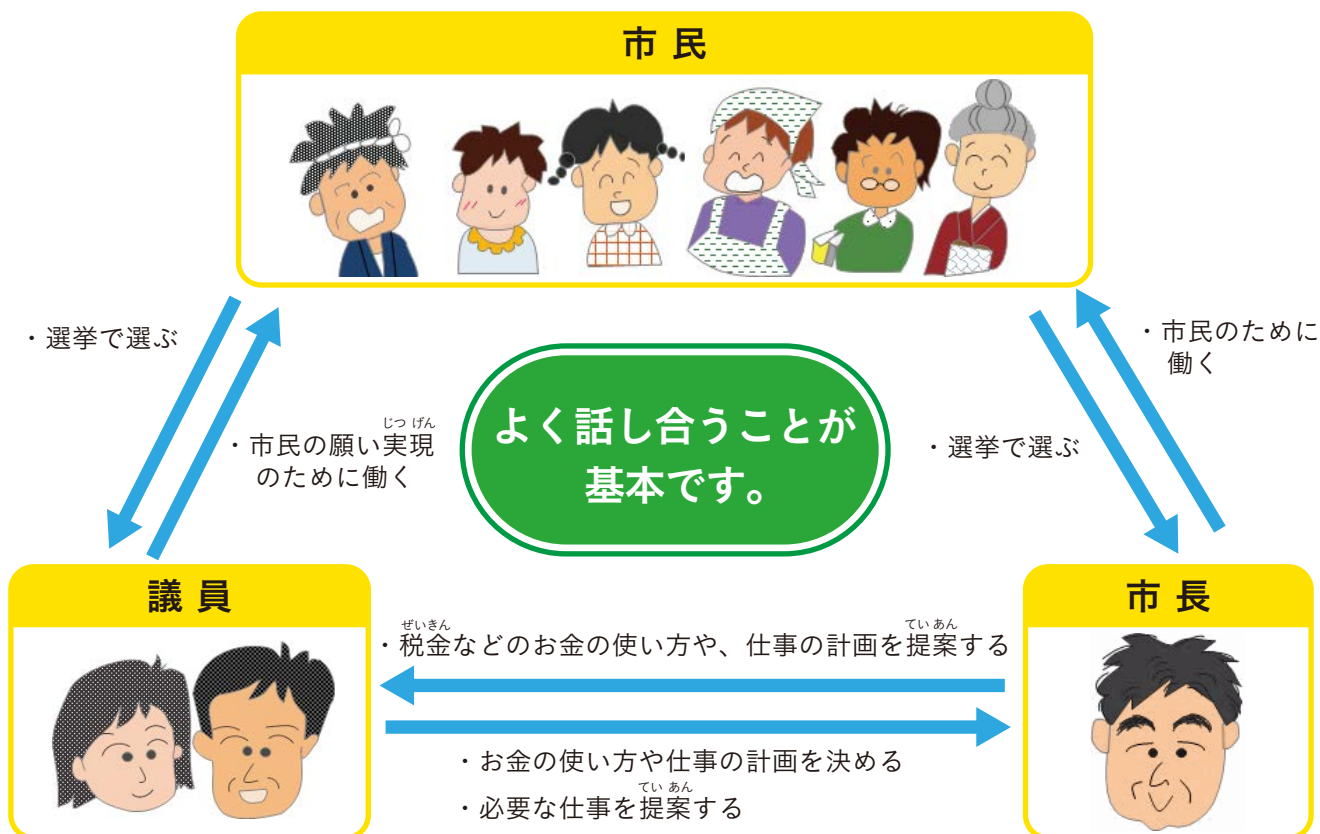 市民
・選挙で選ぶ
・市民のために
働く
じつげん
・市民の願い実現
のために働く
よく話し合うことが
基本です。
・選挙で選ぶ
議員
市長
ぜいきん
ていあん
・税金などのお金の使い方や、仕事の計画を提案する
・お金の使い方や仕事の計画を決める
ていあん
・必要な仕事を提案する